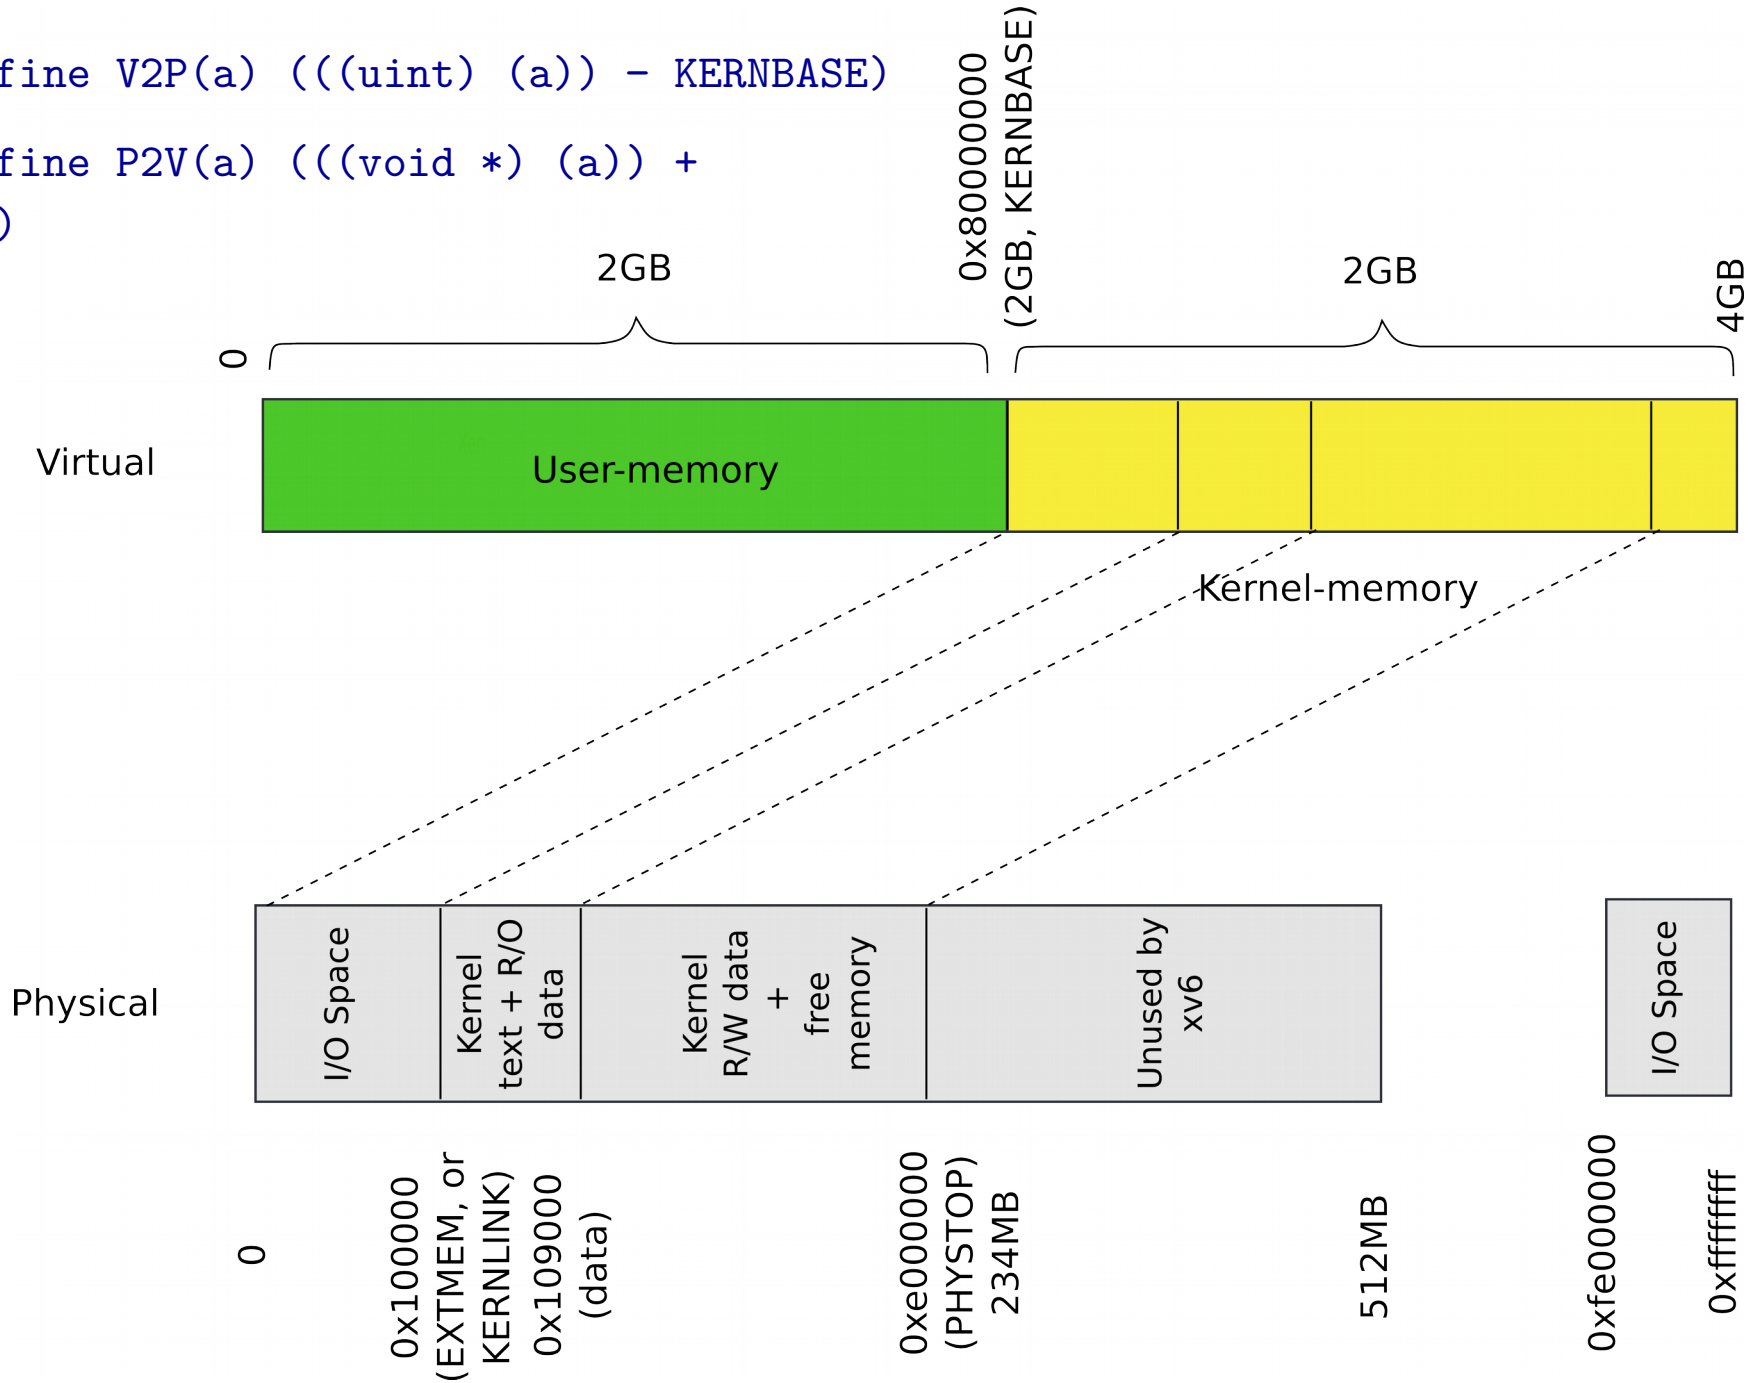 fine V2P(a) (((uint) (a)) - KERNBASE)
fine P2V(a) (((void *) (a)) +
)
0x80000000
(2GB, KERNBASE)
2GB
2GB
4GB
0
Virtual
User-memory
Kernel-memory
Physical
I/O Space
Kernel
text + R/O
data
Kernel
R/W data
+
free
memory
Unused by
xv6
I/O Space
0
0x100000
(EXTMEM, or
KERNLINK)
0x109000
(data)
0xe000000
(PHYSTOP)
234MB
512MB
0xfe000000
0xffffffff